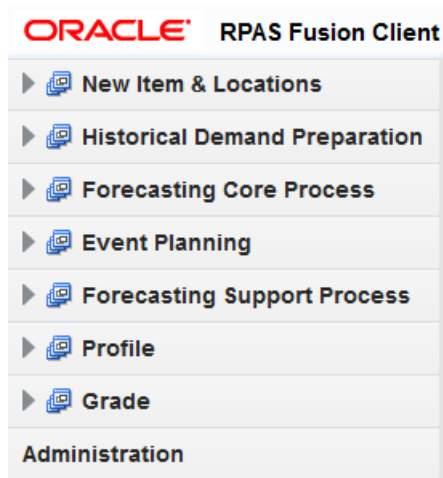 ORACLE® RPAS Fusion Client
New Item & Locations
Historical Demand Preparation
Forecasting Core Process
Event Planning
Forecasting Support Process
Profile
Grade
Administration